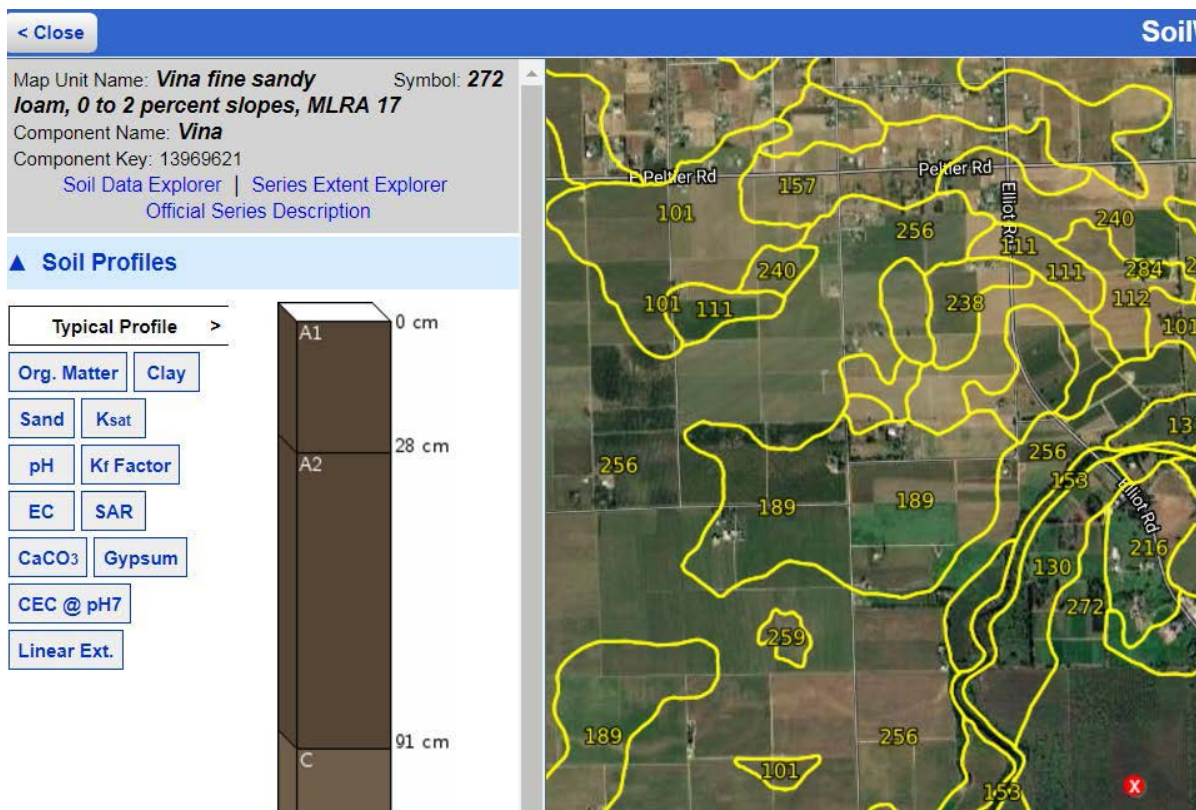 < Close
Map Unit Name: Vina fine sandy Symbol: 272
loam, 0 to 2 percent slopes, MLRA 17
Component Name: Vina
Component Key: 13969621
Soil Data Explorer | Series Extent Explorer
Official Series Description
▲ Soil Profiles
Typical Profile >
Org. Matter Clay
Sand Ksat
pH Kf Factor
EC SAR
CaCO3 Gypsum
CEC @ pH7
Linear Ext.
A1
0 cm
28 cm
A2
91 cm
C
E Peltier Rd
Peltier Rd
157
101
Elliot Rd
256
240
111
240
111
284
101
111
238
112
101
256
256
153
189
189
Elliot Rd
216
130
272
259
189
256
101
153
X